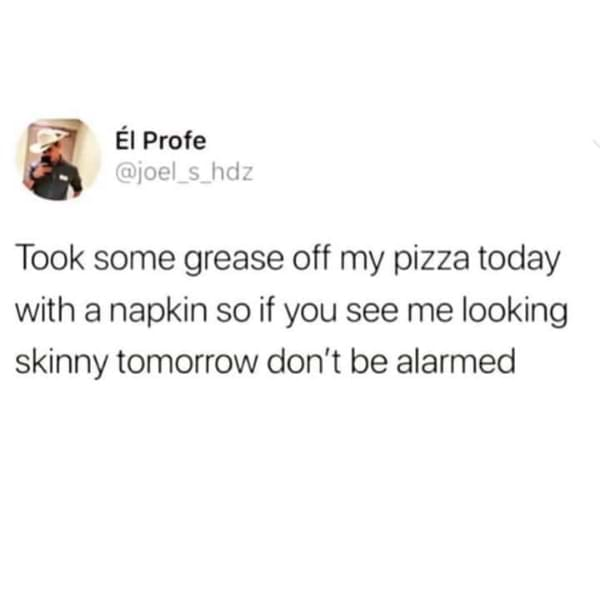 Él Profe
@joel_s_hdz
Took some grease off my pizza today
with a napkin so if you see me looking
skinny tomorrow don't be alarmed